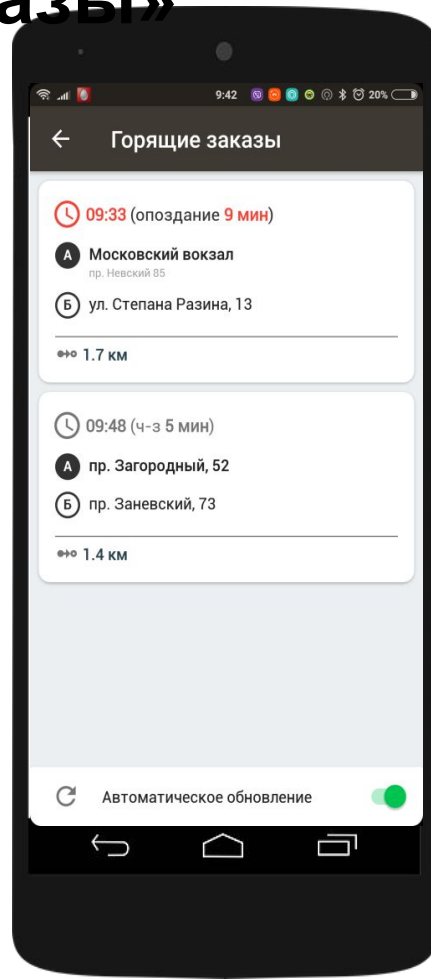 азы»
9:42
20%
Горящие заказы
09:33 (опоздание 9 мин)
А Московский вокзал
пр. Невский 85
Б ул. Степана Разина, 13
1.7 км
09:48 (ч-з 5 мин)
А пр. Загородный, 52
Б пр. Заневский, 73
1.4 км
Автоматическое обновление